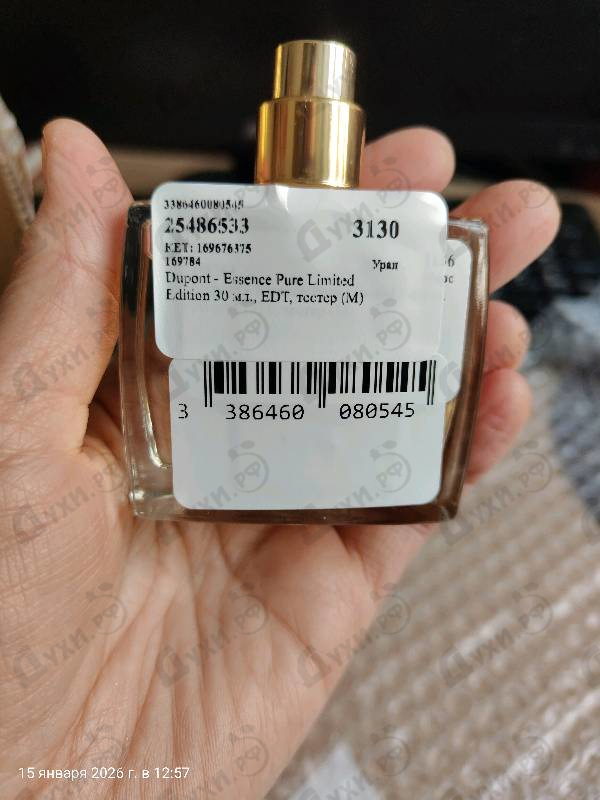 3386460080545
25486533
3130
КЕТ: 169676375
169784
Урал
Dupont - Essence Pure Limited
Edition 30 мл., EDT, тестер (М)
3 386460 080545
15 января 2026 г. в 12:57
Духи.рф